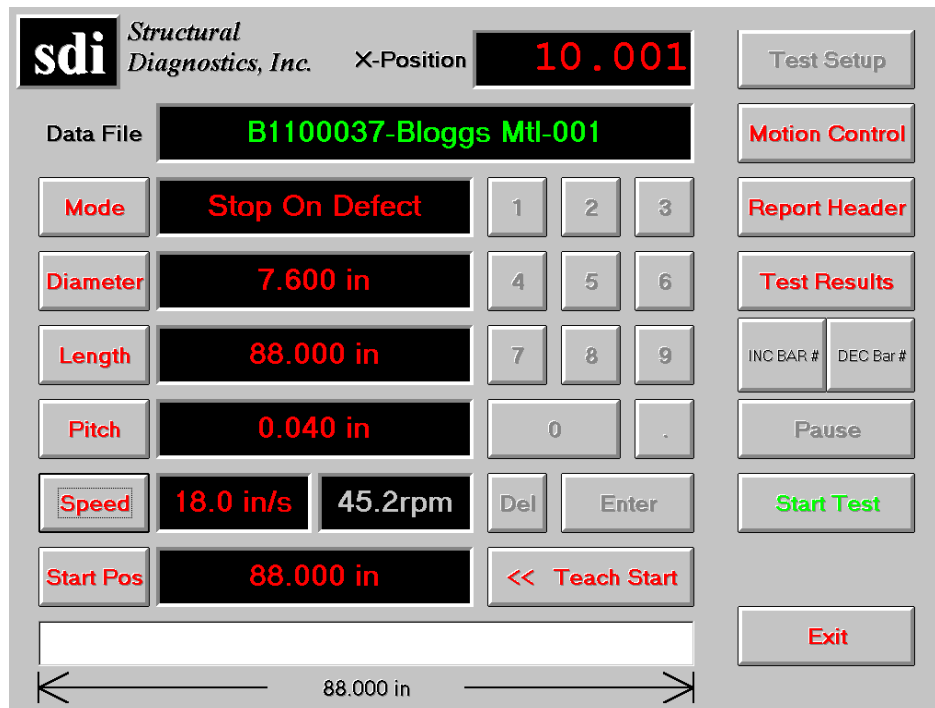 sdi Structural Diagnostics, Inc. X-Position 10.001 Test Setup
Data File B1100037-Bloggs Mtl-001 Motion Control
Mode Stop On Defect 1 2 3 Report Header
Diameter 7.600 in 4 5 6 Test Results
Length 88.000 in 7 8 9 INC BAR # DEC Bar #
Pitch 0.040 in 0 . Pause
Speed 18.0 in/s 45.2rpm Del Enter Start Test
Start Pos 88.000 in << Teach Start
Exit
88.000 in